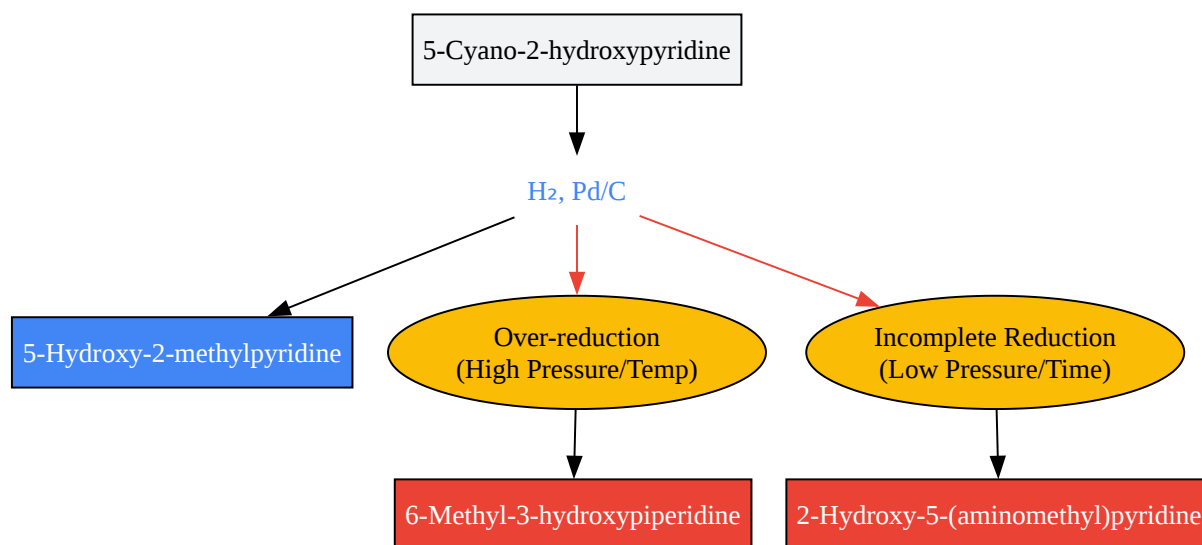 5-Cyano-2-hydroxypyridine
H₂, Pd/C
5-Hydroxy-2-methylpyridine
Over-reduction
(High Pressure/Temp)
Incomplete Reduction
(Low Pressure/Time)
6-Methyl-3-hydroxypiperidine
2-Hydroxy-5-(aminomethyl)pyridine